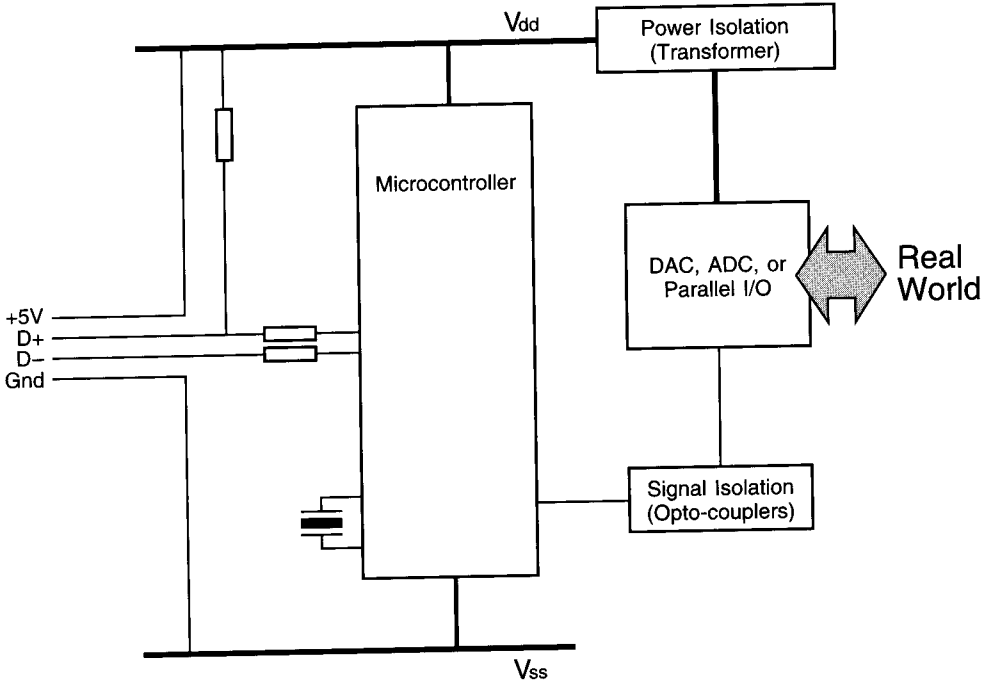 Vdd
Power Isolation
(Transformer)
Microcontroller
DAC, ADC, or
Parallel I/O
Real
World
+5V
D+
D−
Gnd
Signal Isolation
(Opto-couplers)
Vss